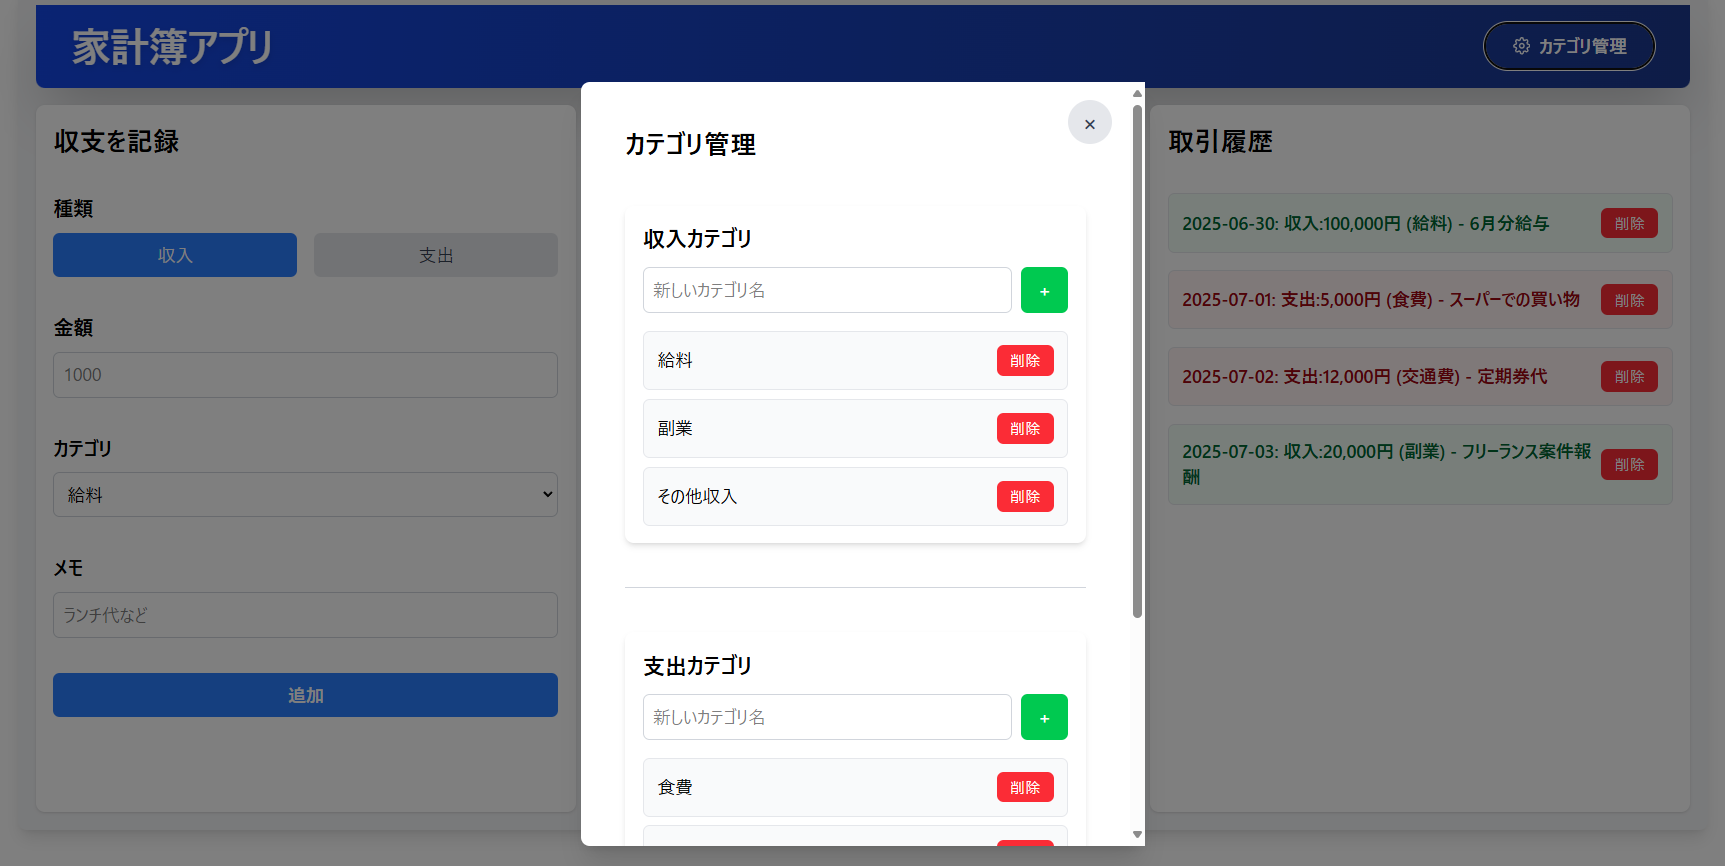 家計簿アプリ
カテゴリ管理
収支を記録
種類
収入
支出
金額
1000
カテゴリ
給料
メモ
ランチ代など
追加
カテゴリ管理
×
収入カテゴリ
新しいカテゴリ名
+
給料
削除
副業
削除
その他収入
削除
支出カテゴリ
新しいカテゴリ名
+
食費
削除
取引履歴
2025-06-30: 収入:100,000円 (給料) - 6月分給与
削除
2025-07-01: 支出:5,000円 (食費) - スーパーでの買い物
削除
2025-07-02: 支出:12,000円 (交通費) - 定期券代
削除
2025-07-03: 収入:20,000円 (副業) - フリーランス案件報
酬
削除